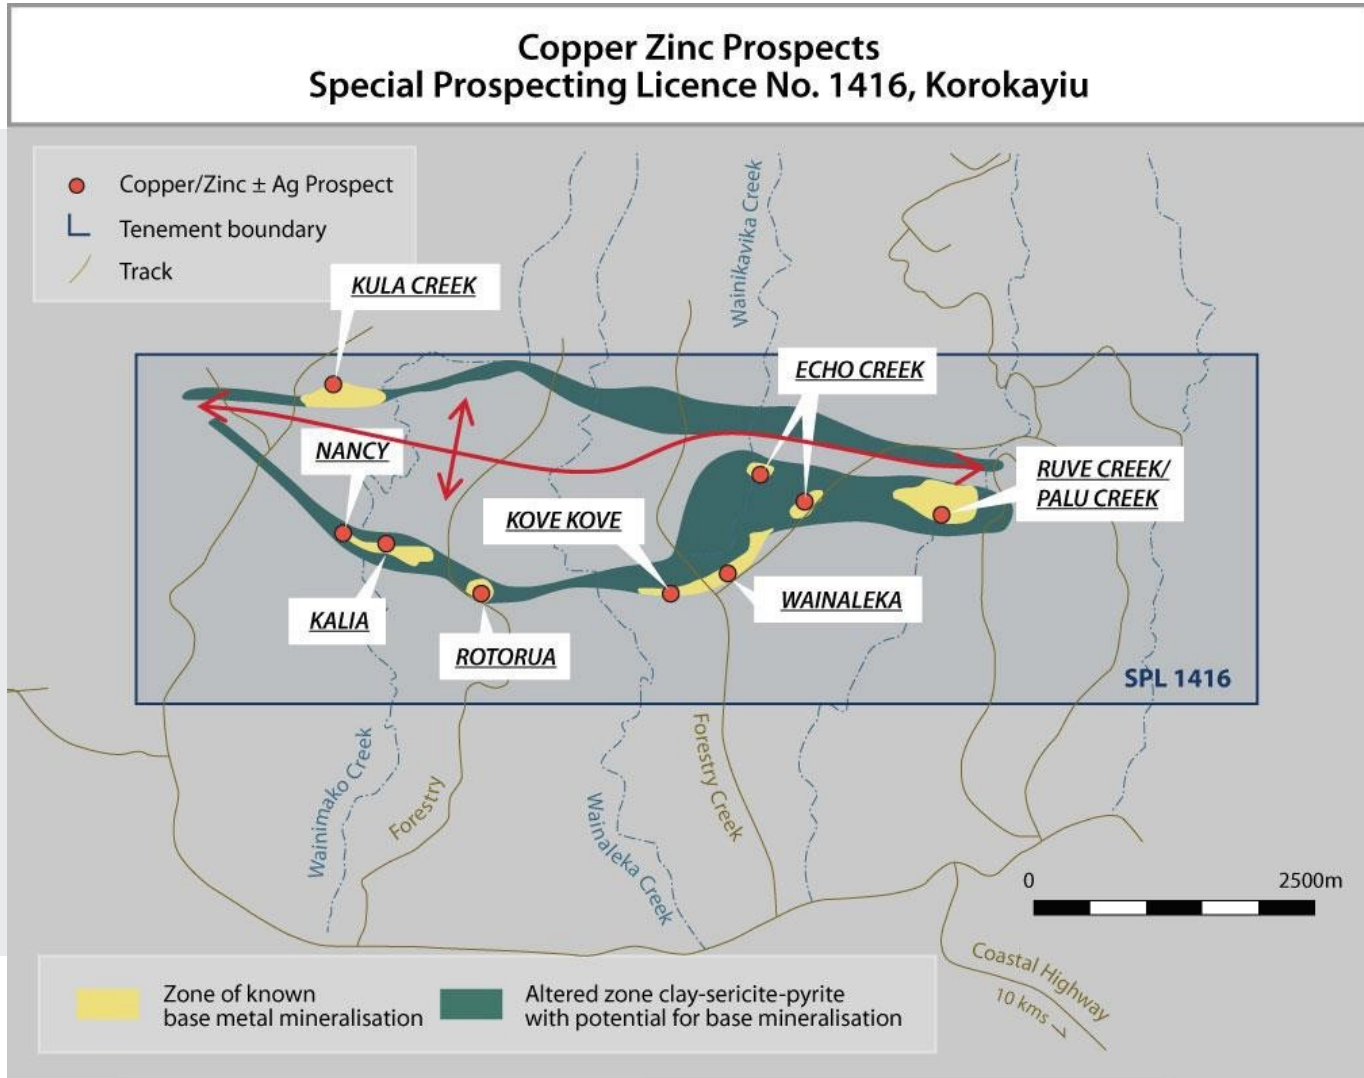 Copper Zinc Prospects
Special Prospecting Licence No. 1416, Korokayiu
Copper/Zinc ± Ag Prospect
Tenement boundary
Track
KULA CREEK
Wainikavika Creek
ECHO CREEK
NANCY
RUVE CREEK/
PALU CREEK
KOVE KOVE
WAINALEKA
KALIA
ROTORUA
SPL 1416
Wainimako Creek
Forestry
Wainaleka Creek
Forestry Creek
0 2500m
Coastal Highway
10 kms
Zone of known
base metal mineralisation
Altered zone clay-sericite-pyrite
with potential for base mineralisation